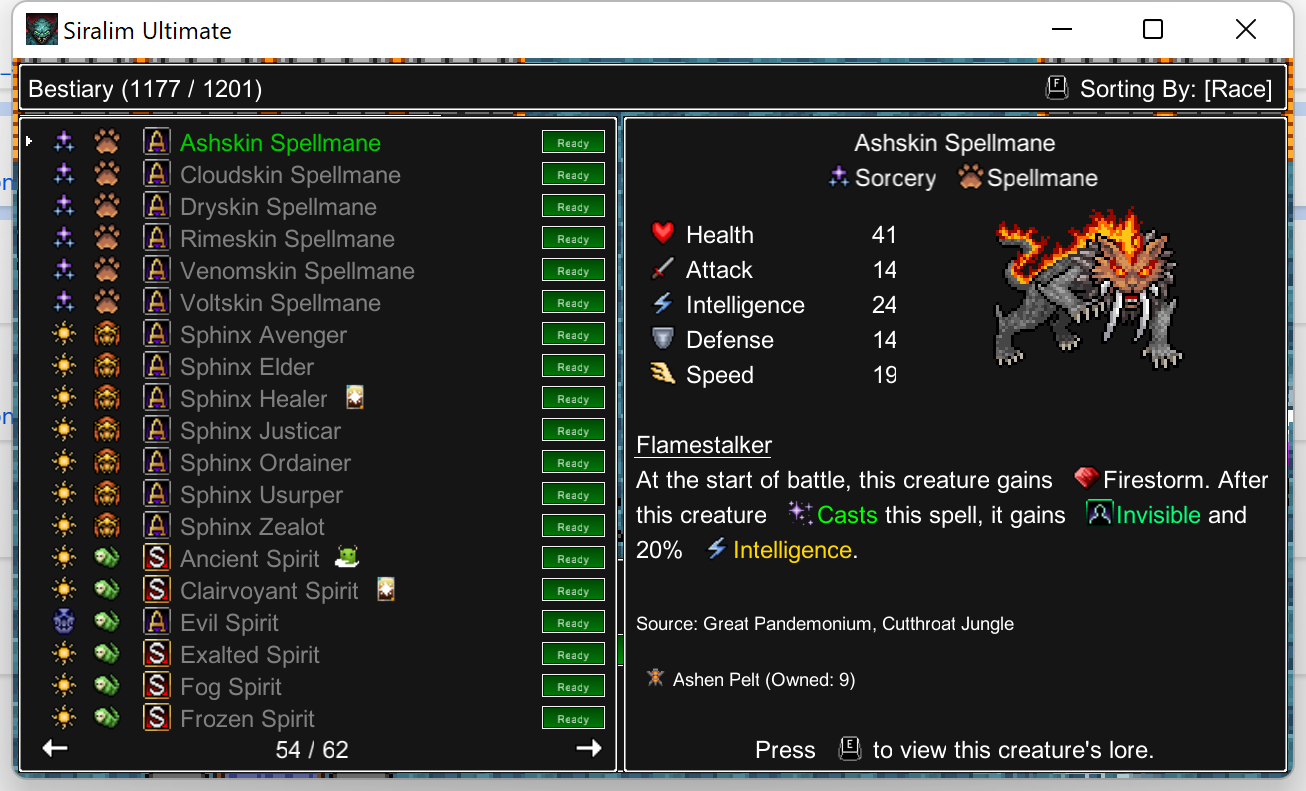 Siralim Ultimate
Bestiary (1177 / 1201)
F Sorting By: [Race]
A Ashskin Spellmane Ready
A Cloudskin Spellmane Ready
A Dryskin Spellmane Ready
A Rimeskin Spellmane Ready
A Venomskin Spellmane Ready
A Voltskin Spellmane Ready
A Sphinx Avenger Ready
A Sphinx Elder Ready
A Sphinx Healer Ready
A Sphinx Justicar Ready
A Sphinx Ordainer Ready
A Sphinx Usurper Ready
A Sphinx Zealot Ready
S Ancient Spirit Ready
S Clairvoyant Spirit Ready
A Evil Spirit Ready
S Exalted Spirit Ready
S Fog Spirit Ready
S Frozen Spirit Ready
54 / 62
Ashskin Spellmane
Sorcery Spellmane
Health 41
Attack 14
Intelligence 24
Defense 14
Speed 19
Flamestalker
At the start of battle, this creature gains Firestorm. After
this creature Casts this spell, it gains Invisible and
20% Intelligence.
Source: Great Pandemonium, Cutthroat Jungle
Ashen Pelt (Owned: 9)
Press E to view this creature's lore.